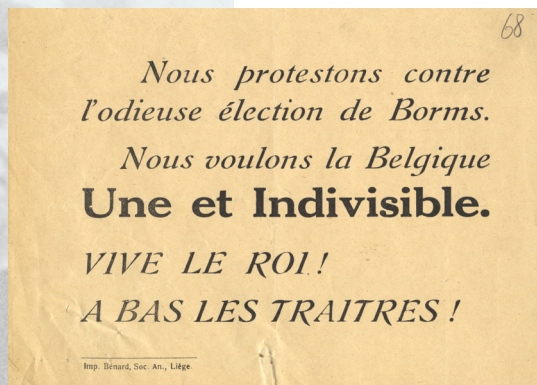 68
Nous protestons contre
l'odieuse élection de Borms.
Nous voulons la Belgique
Une et Indivisible.
VIVE LE ROI !
A BAS LES TRAITRES !
Imp. Bénard, Soc. An., Liége.